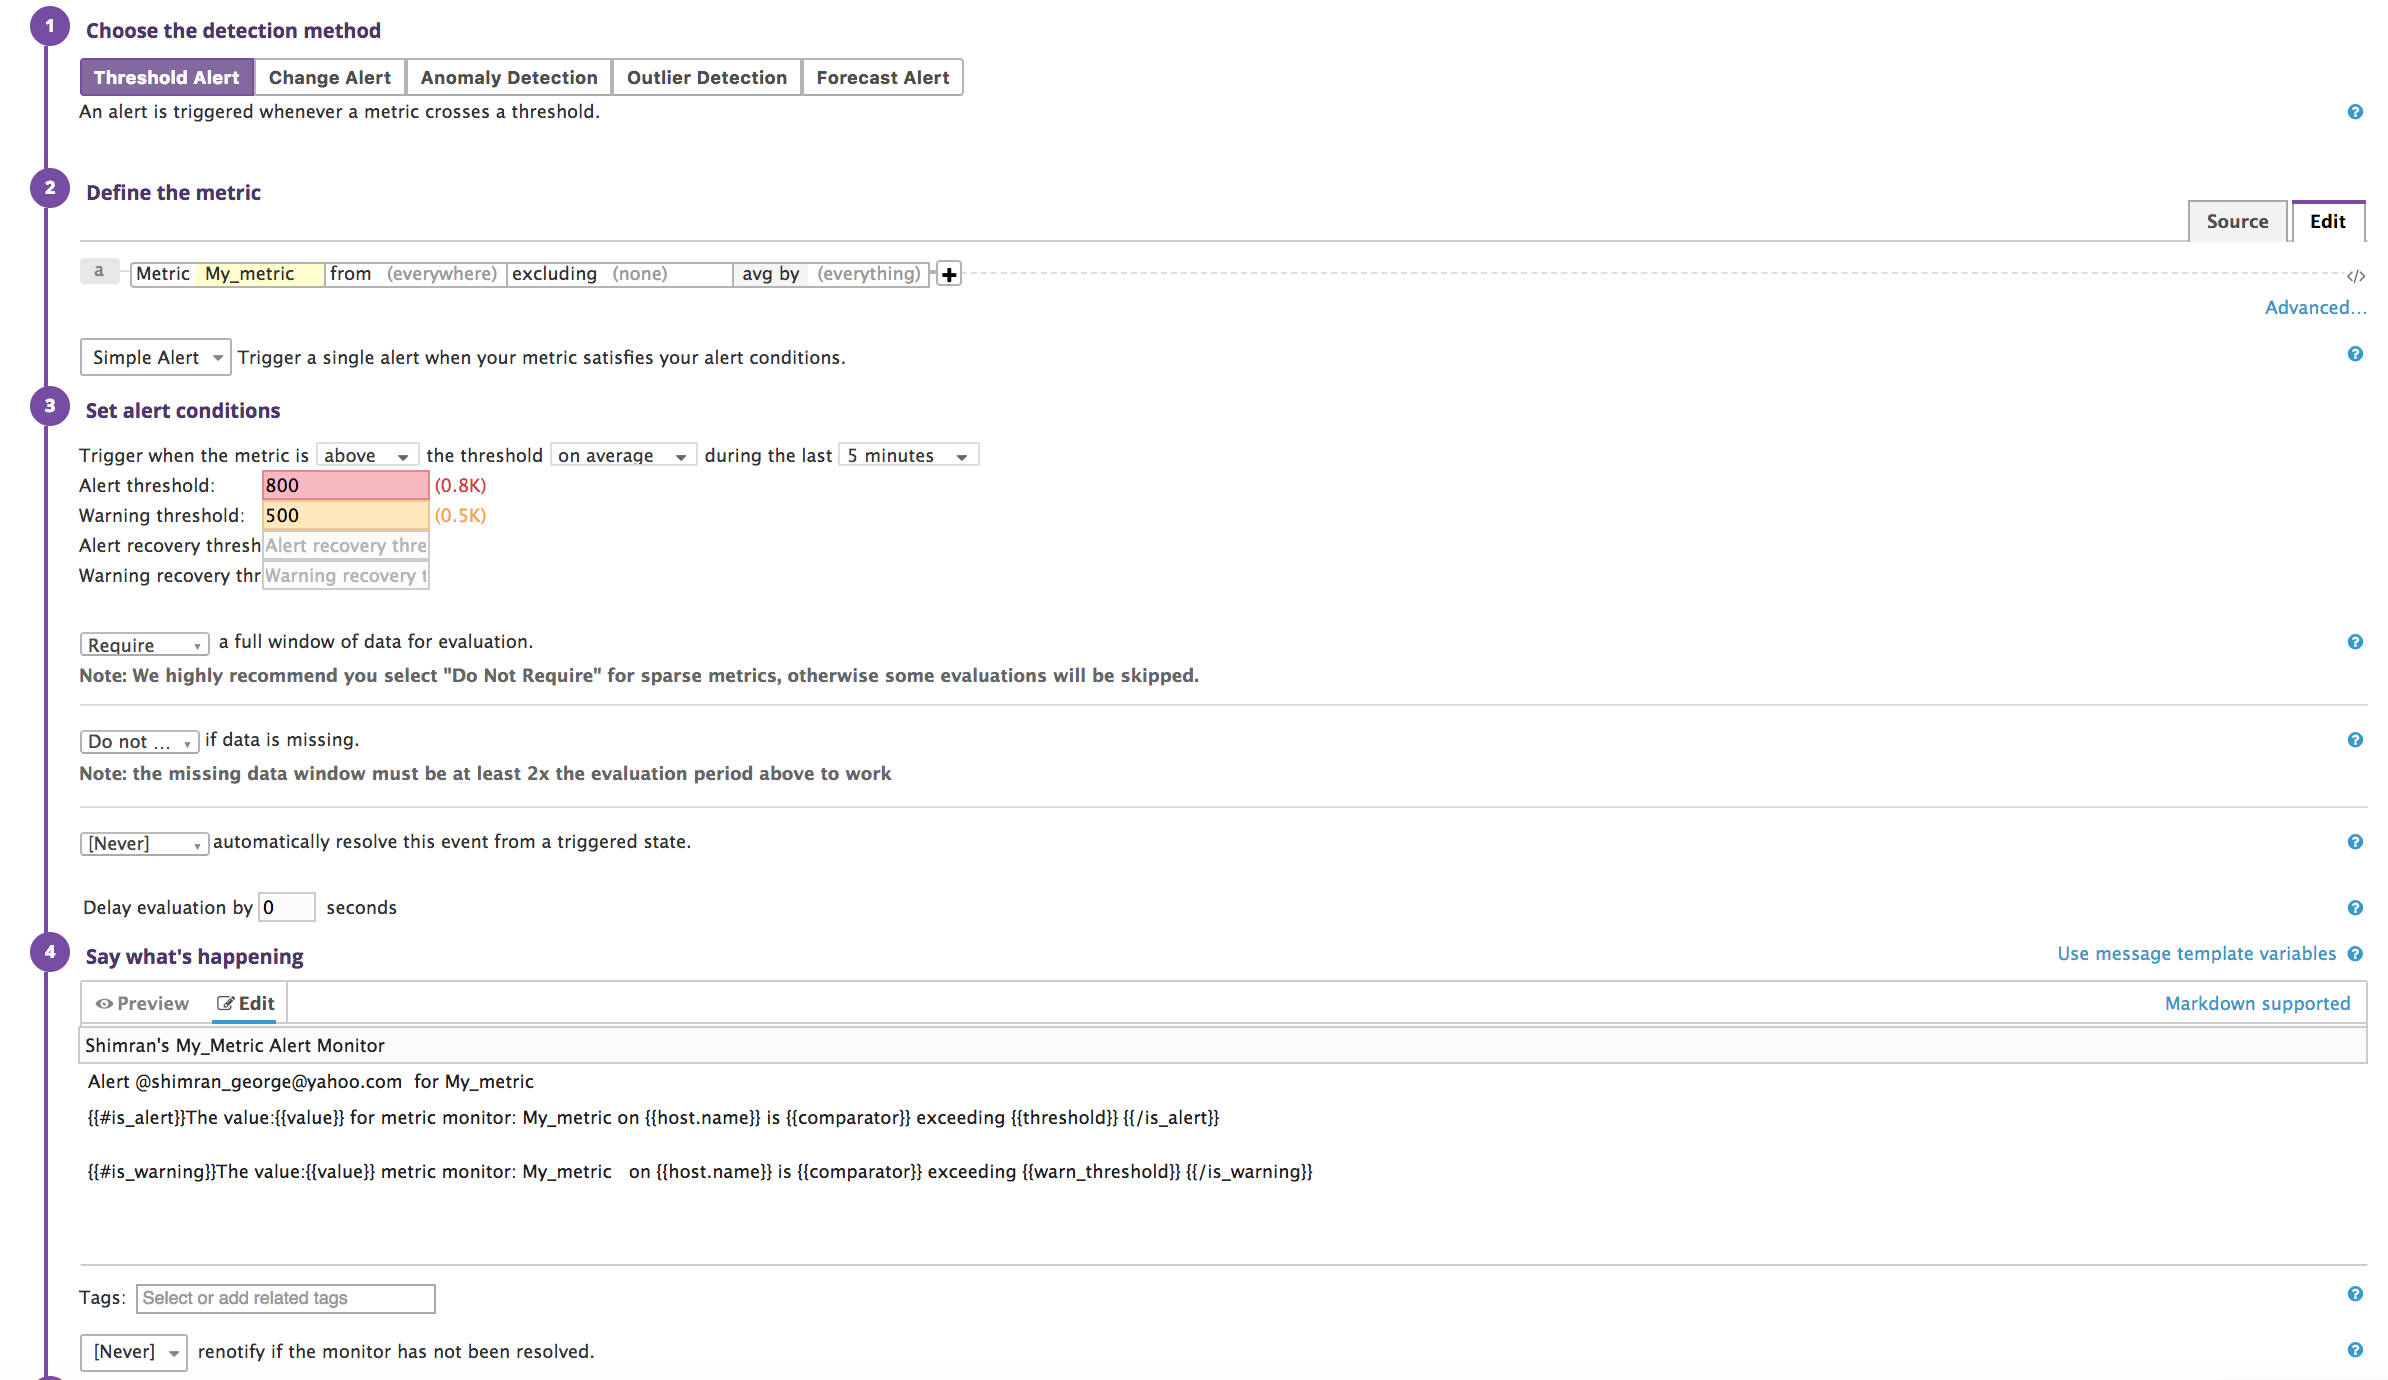 1 Choose the detection method
Threshold Alert Change Alert Anomaly Detection Outlier Detection Forecast Alert
An alert is triggered whenever a metric crosses a threshold. ?
2 Define the metric
Source Edit
a Metric My_metric from (everywhere) excluding (none) avg by (everything) + </>
Advanced...
Simple Alert Trigger a single alert when your metric satisfies your alert conditions. ?
3 Set alert conditions
Trigger when the metric is above the threshold on average during the last 5 minutes
Alert threshold: 800 (0.8K)
Warning threshold: 500 (0.5K)
Alert recovery thresh Alert recovery thre
Warning recovery thr Warning recovery t
Require a full window of data for evaluation. ?
Note: We highly recommend you select "Do Not Require" for sparse metrics, otherwise some evaluations will be skipped.
Do not ... if data is missing. ?
Note: the missing data window must be at least 2x the evaluation period above to work
[Never] automatically resolve this event from a triggered state. ?
Delay evaluation by 0 seconds ?
4 Say what's happening Use message template variables ?
Preview Edit Markdown supported
Shimran's My_Metric Alert Monitor
Alert @shimran_george@yahoo.com for My_metric
{{#is_alert}}The value:{{value}} for metric monitor: My_metric on {{host.name}} is {{comparator}} exceeding {{threshold}} {{/is_alert}}
{{#is_warning}}The value:{{value}} metric monitor: My_metric on {{host.name}} is {{comparator}} exceeding {{warn_threshold}} {{/is_warning}}
Tags: Select or add related tags ?
[Never] renotify if the monitor has not been resolved. ?